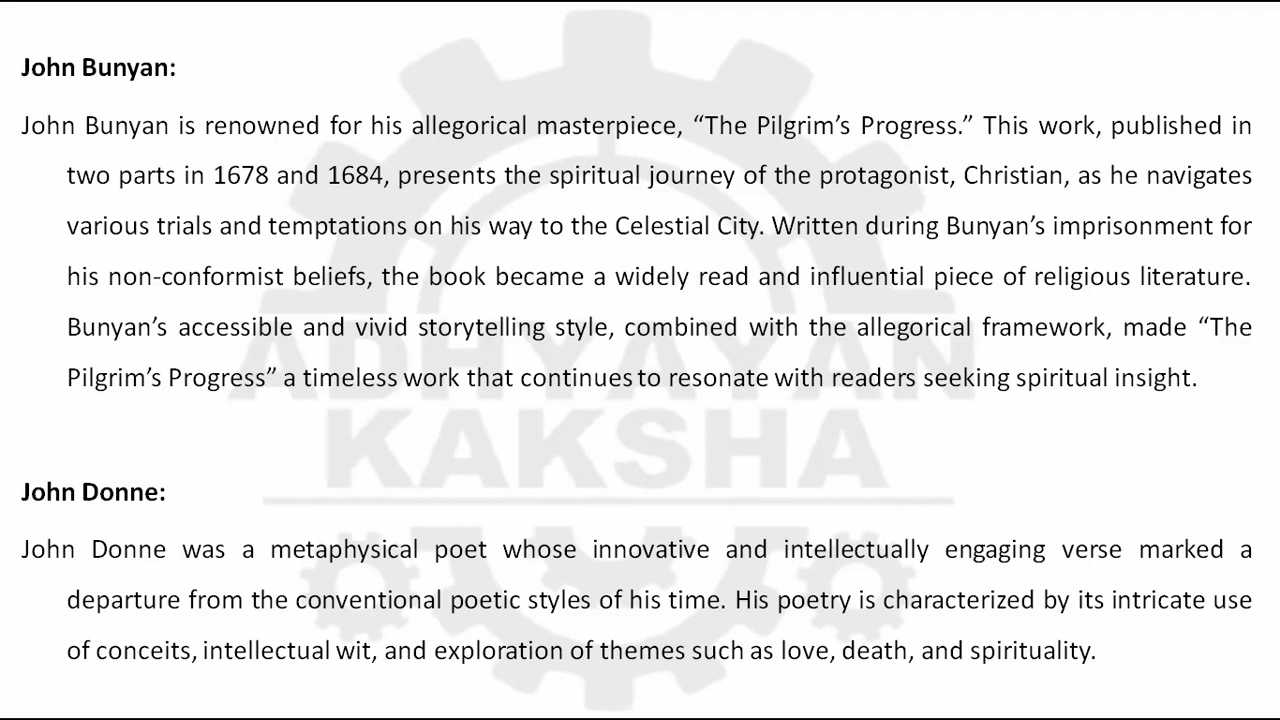 John Bunyan:
John Bunyan is renowned for his allegorical masterpiece, “The Pilgrim’s Progress.” This work, published in
two parts in 1678 and 1684, presents the spiritual journey of the protagonist, Christian, as he navigates
various trials and temptations on his way to the Celestial City. Written during Bunyan’s imprisonment for
his non-conformist beliefs, the book became a widely read and influential piece of religious literature.
Bunyan’s accessible and vivid storytelling style, combined with the allegorical framework, made “The
Pilgrim’s Progress” a timeless work that continues to resonate with readers seeking spiritual insight.
ADHYAYAN
KAKSHA
John Donne:
John Donne was a metaphysical poet whose innovative and intellectually engaging verse marked a
departure from the conventional poetic styles of his time. His poetry is characterized by its intricate use
of conceits, intellectual wit, and exploration of themes such as love, death, and spirituality.